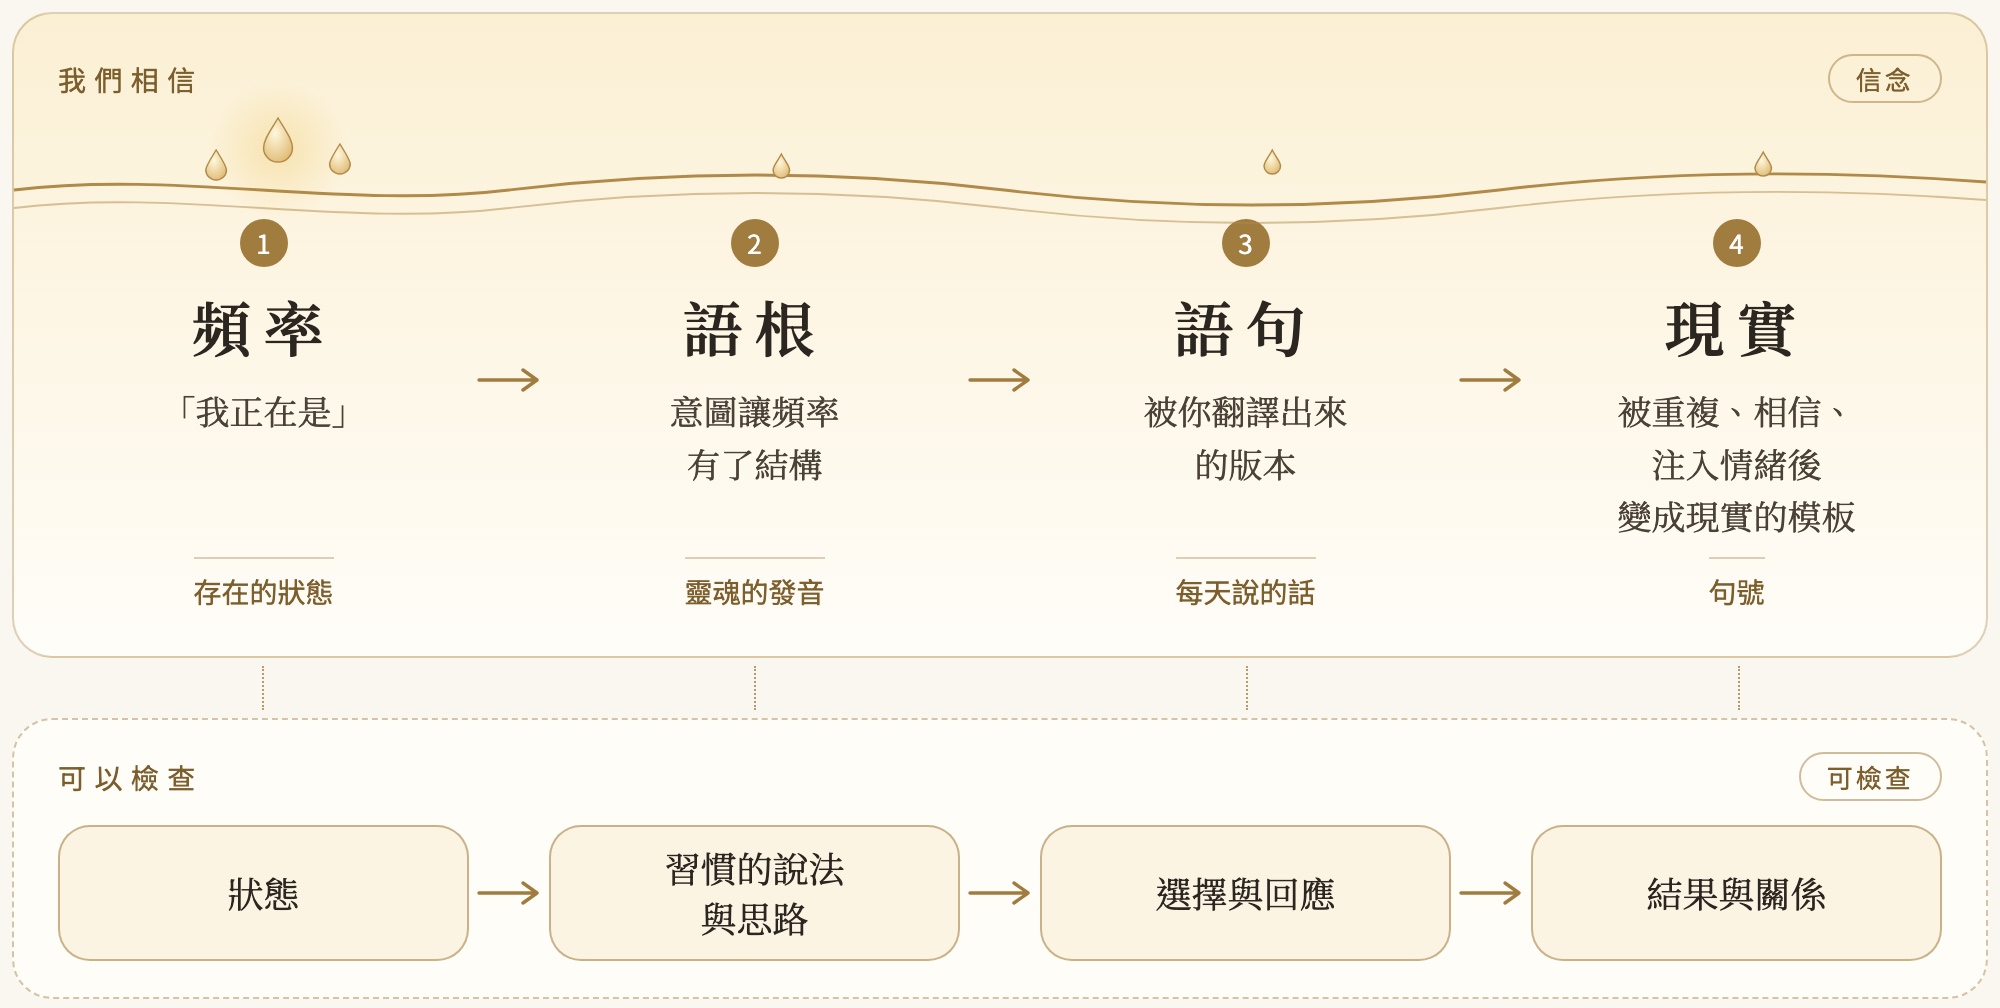 我們相信
信念
1
頻率
「我正在是」
存在的狀態
2
語根
意圖讓頻率
有了結構
靈魂的發音
3
語句
被你翻譯出來
的版本
每天說的話
4
現實
被重複、相信、
注入情緒後
變成現實的模板
句號
可以檢查
可檢查
狀態
習慣的說法
與思路
選擇與回應
結果與關係